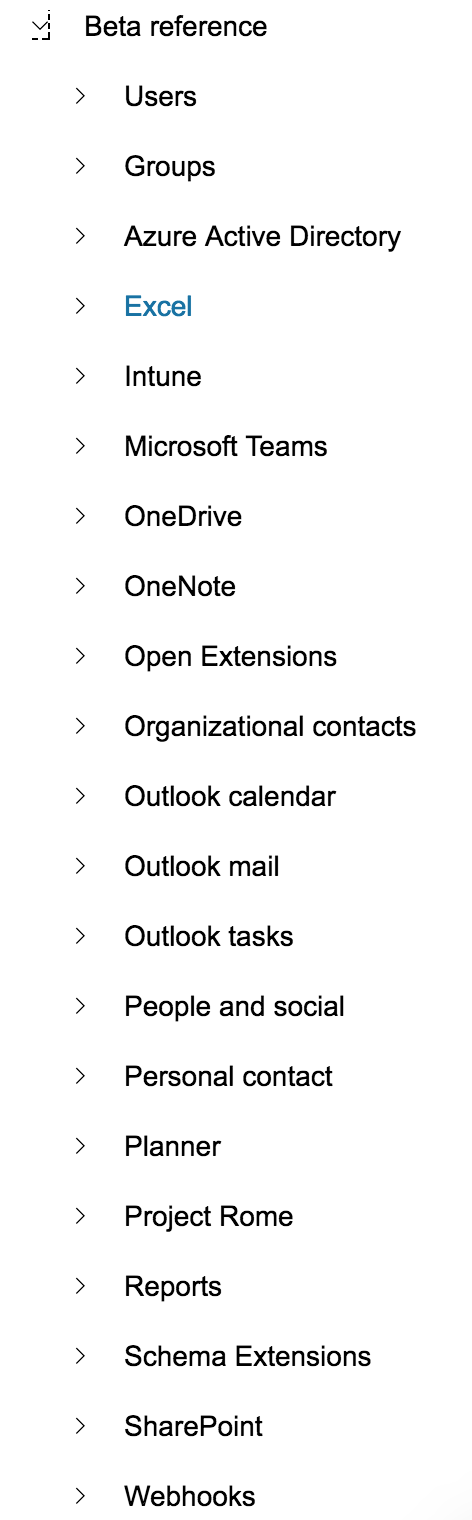 Beta reference
Users
Groups
Azure Active Directory
Excel
Intune
Microsoft Teams
OneDrive
OneNote
Open Extensions
Organizational contacts
Outlook calendar
Outlook mail
Outlook tasks
People and social
Personal contact
Planner
Project Rome
Reports
Schema Extensions
SharePoint
Webhooks